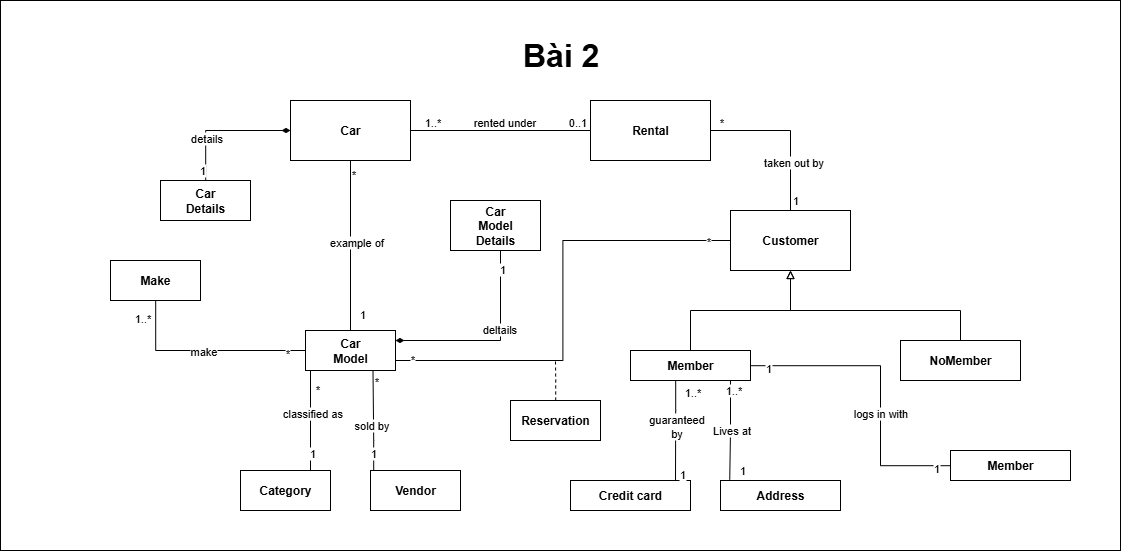 Bài 2
Car
1..*
rented under
0..1
Rental
*
details
1
taken out by
Car
Details
*
1
Car
Model
Details
example of
*
Customer
1
Make
1..*
1
deltails
make
*
Car
Model
*
Member
1
NoMember
*
*
1..*
1..*
classified as
sold by
Reservation
guaranteed
by
Lives at
logs in with
1
1
1
1
1
Member
Category
Vendor
Credit card
Address